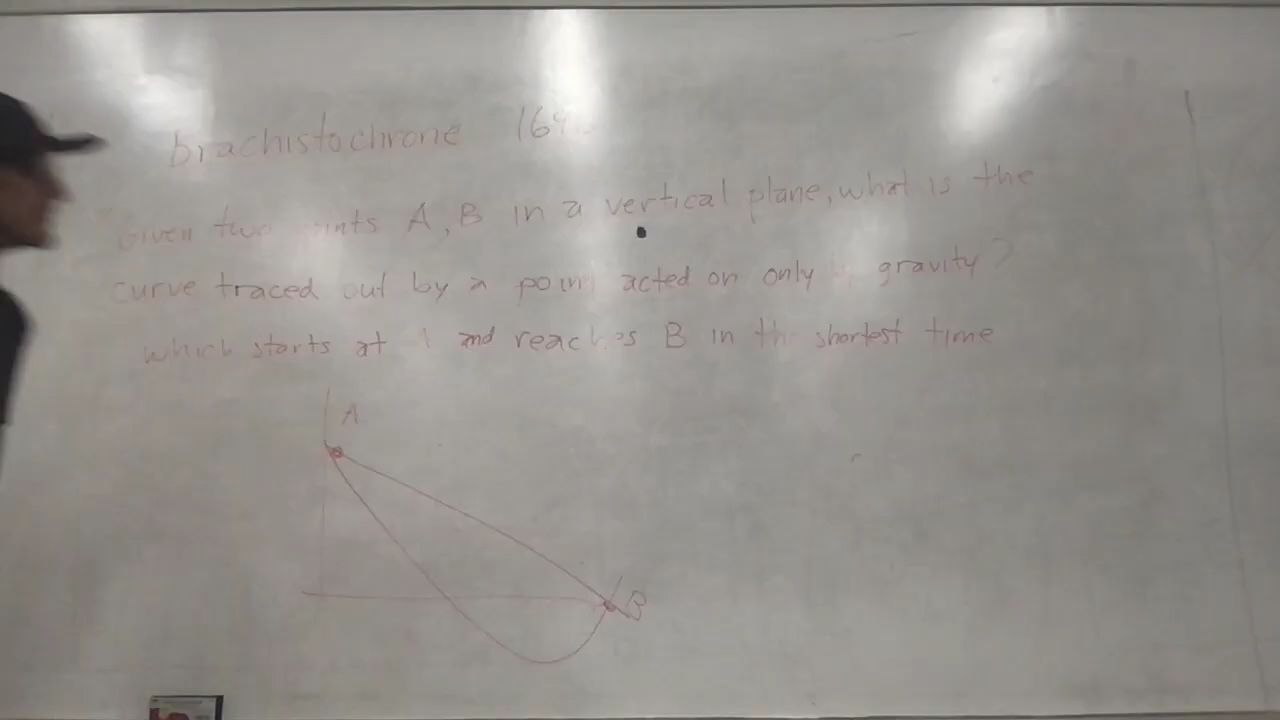 brachistochrone 164
Given two points A, B in a vertical plane, what is the
curve traced out by a point acted on only by gravity?
which starts at A and reaches B in the shortest time
A
B